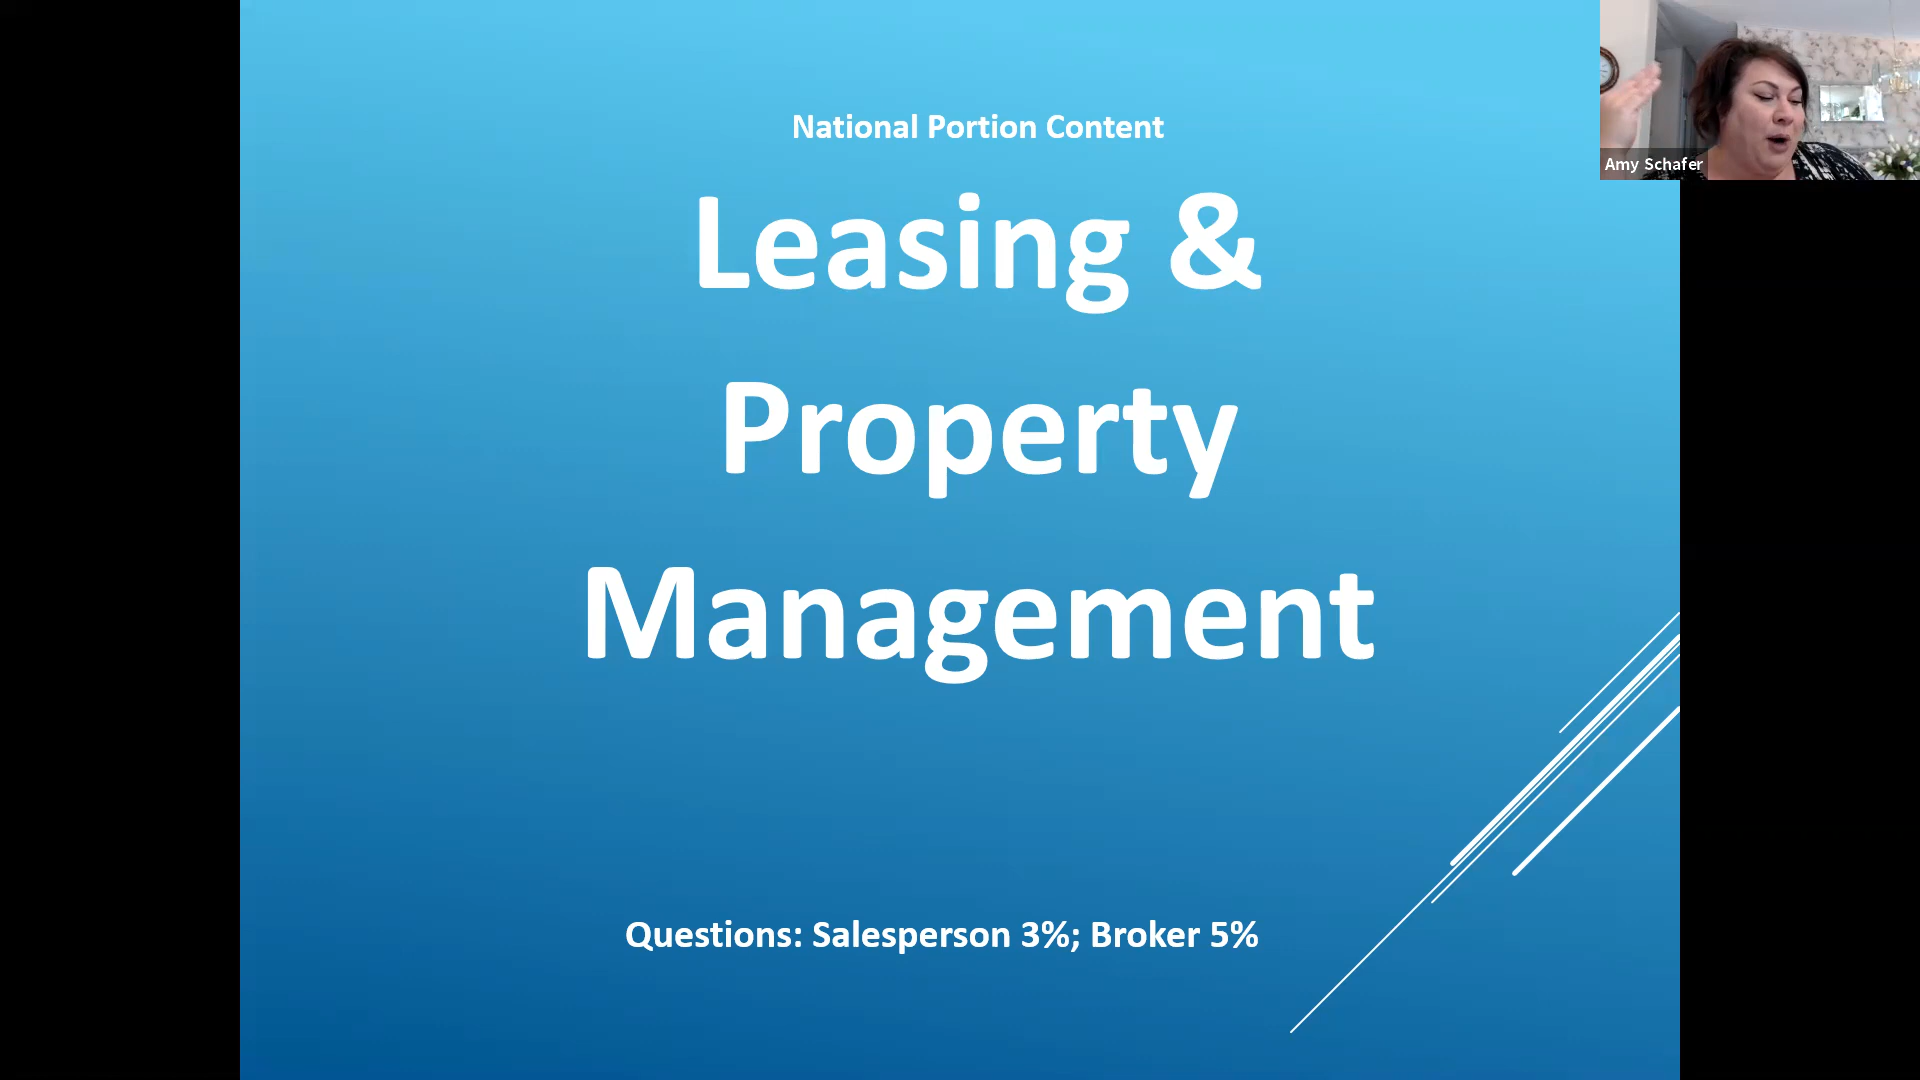 National Portion Content
Leasing &
Property
Management
Questions: Salesperson 3%; Broker 5%
Amy Schafer